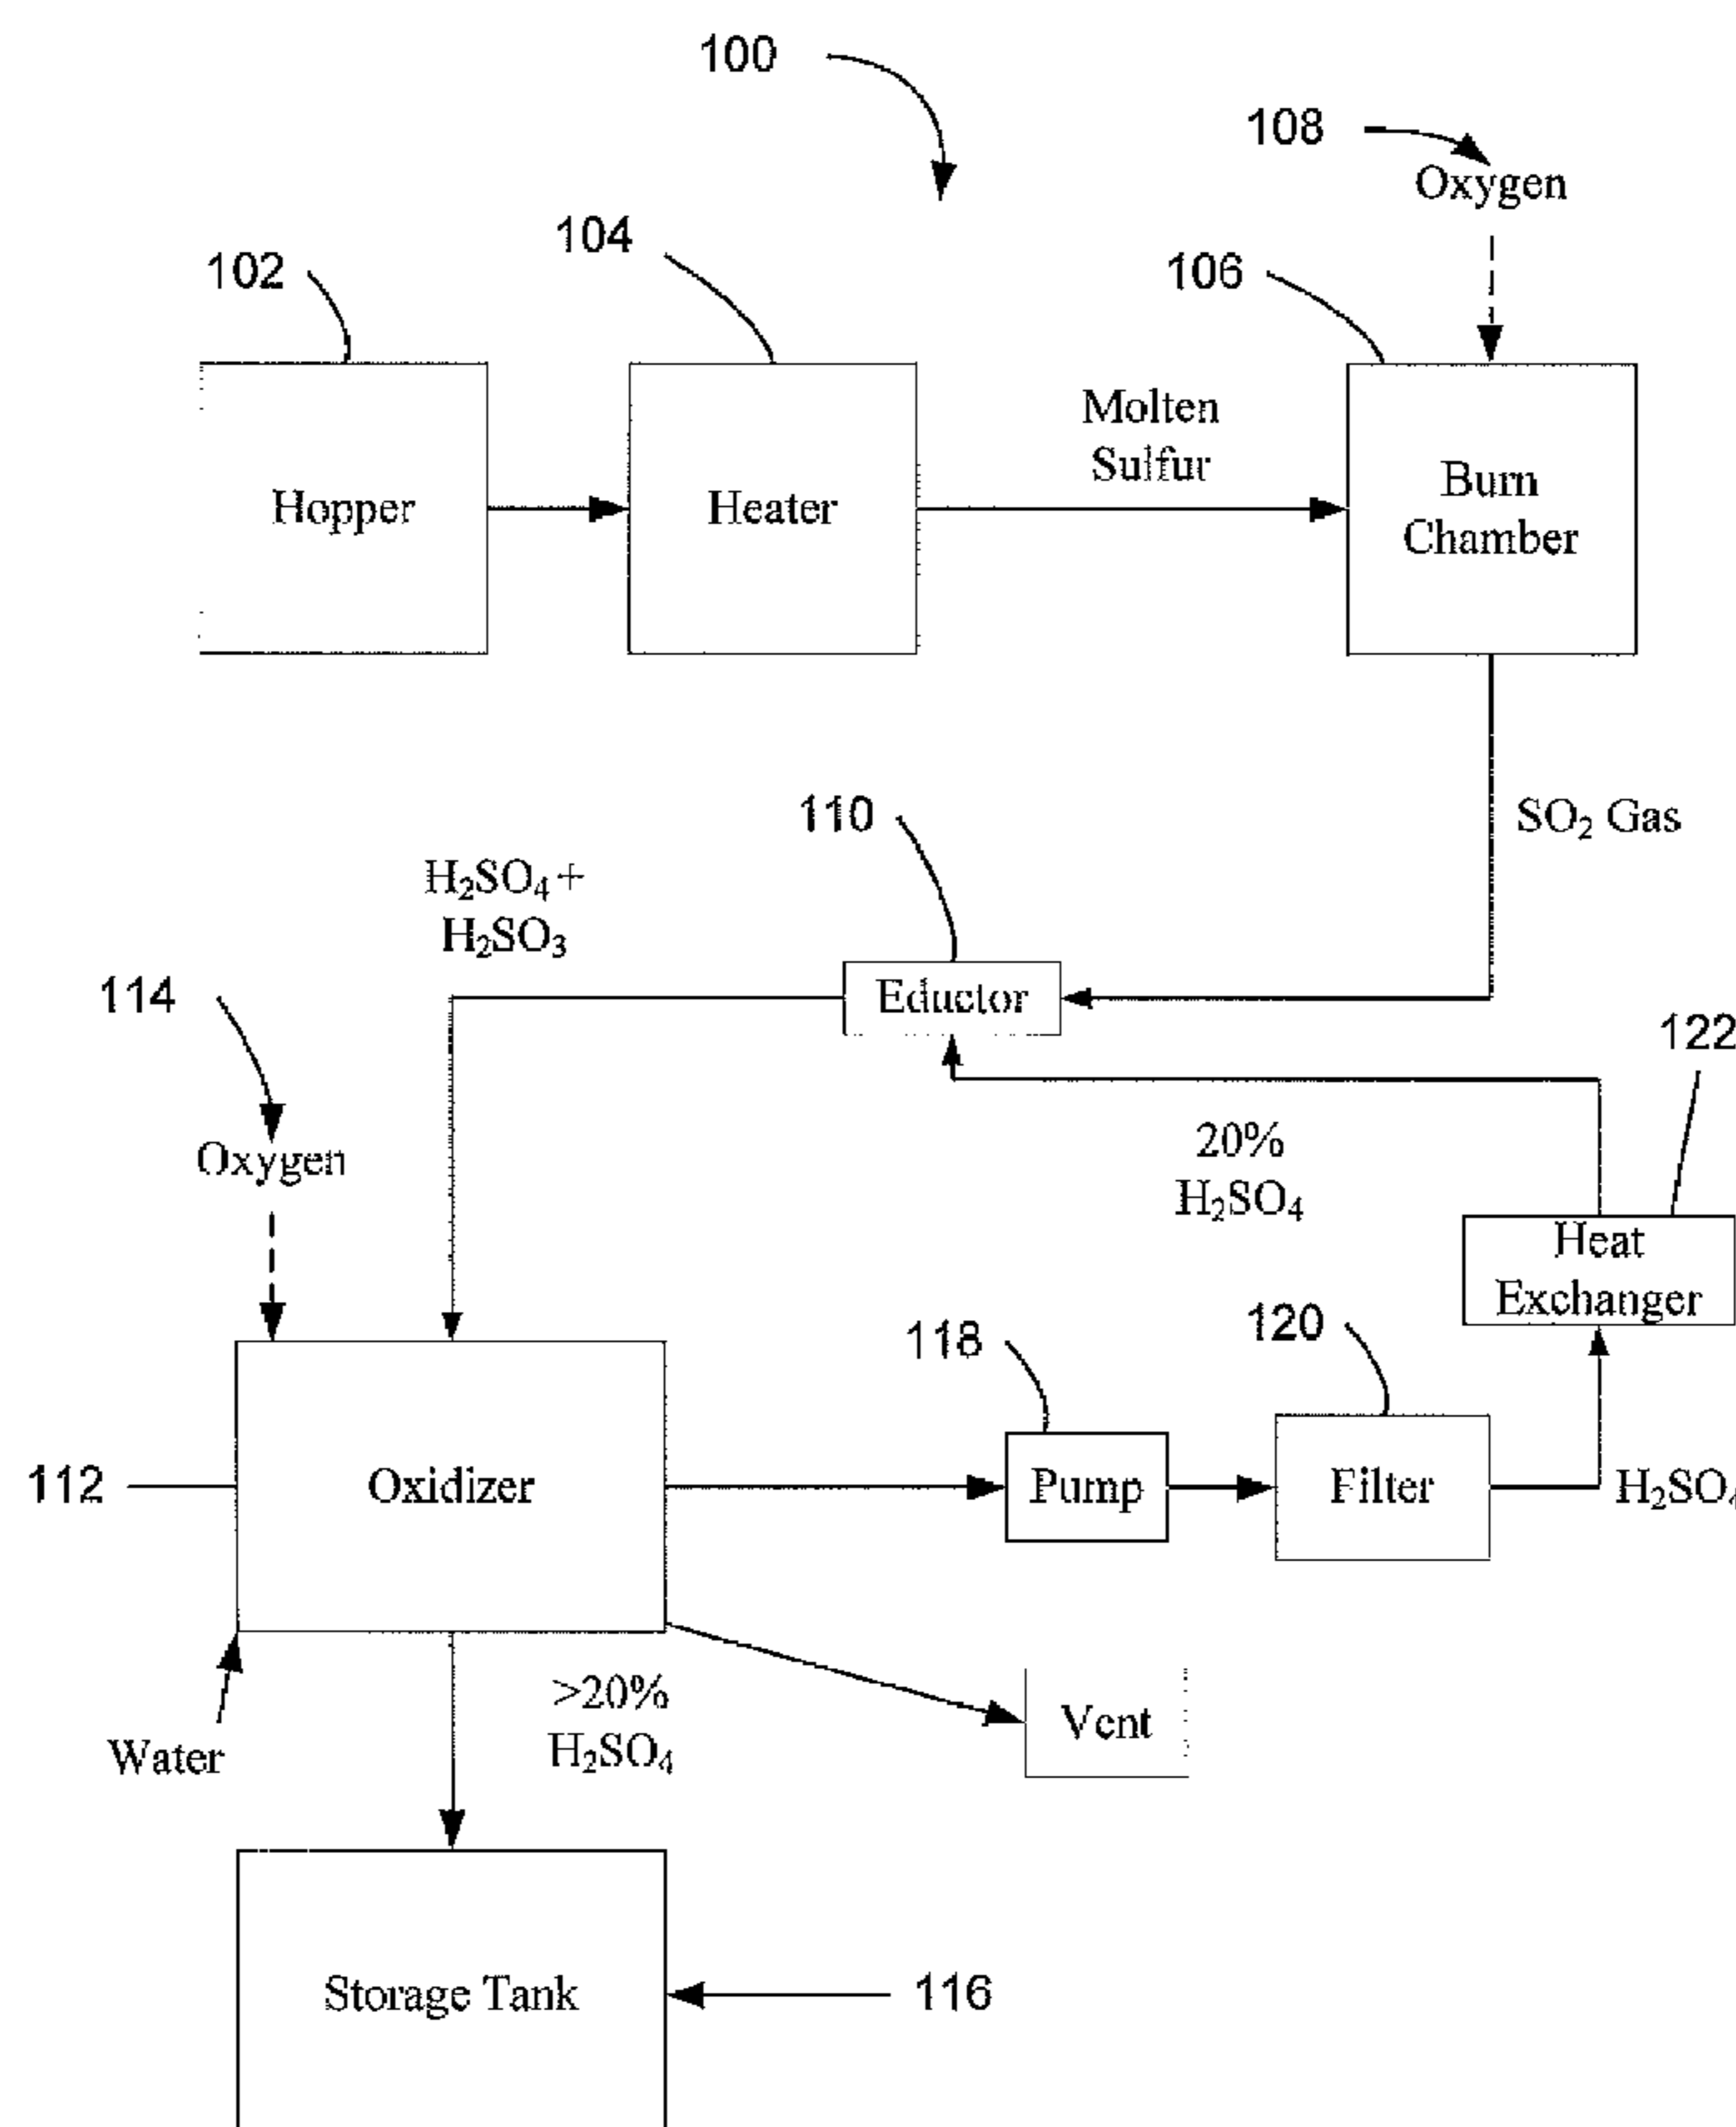 100
108
Oxygen
102
104
106
Hopper
Heater
Molten
Sulfur
Burn
Chamber
SO₂ Gas
110
H₂SO₄ +
H₂SO₃
Eductor
114
Oxygen
122
20%
H₂SO₄
Heat
Exchanger
118
120
112
Oxidizer
Pump
Filter
H₂SO₄
Water
>20%
H₂SO₄
Vent
Storage Tank
116